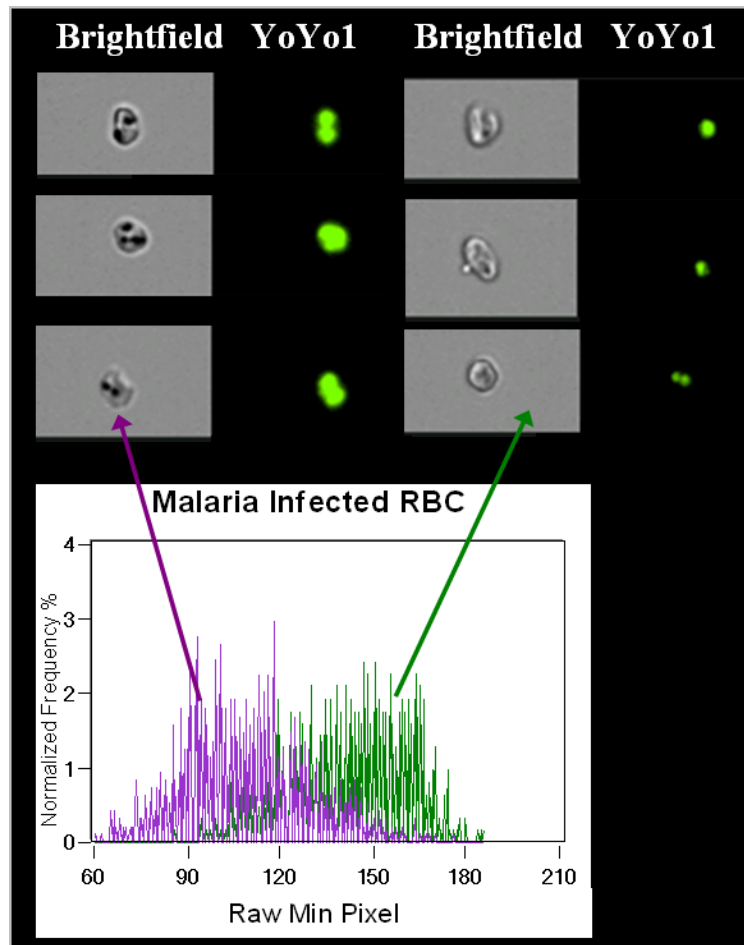 Brightfield YoYo1 Brightfield YoYo1
Malaria Infected RBC
Normalized Frequency %
4
3
2
1
0
60 90 120 150 180 210
Raw Min Pixel